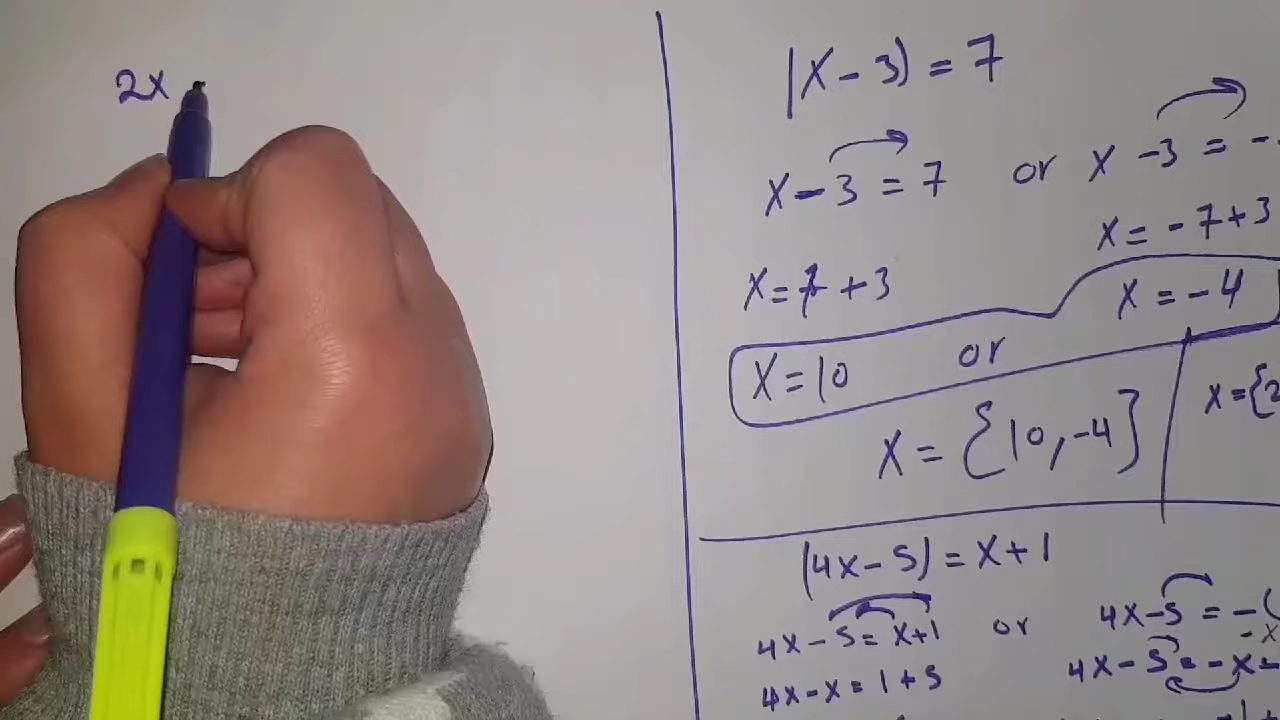 2x
|x-3) = 7
x-3 = 7 or x -3 = -
x = 7 + 3
x = -7+3
x = 10 or x = -4
x = {10, -4}
x = {2
(4x-5) = x+1
4x-5 = x+1 or 4x-5 = -(
4x-x = 1+5
4x-5 = -x-